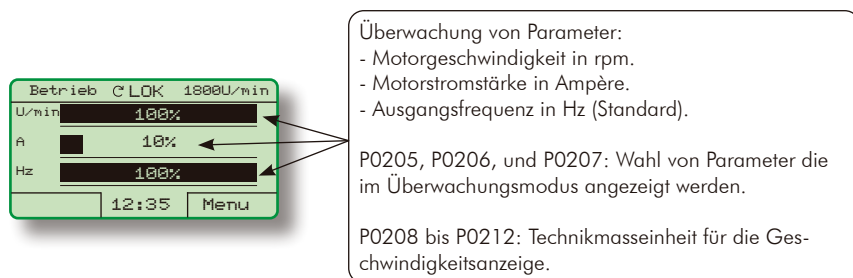 Betrieb ↻ LOK 1800U/min
U/min 100%
A 10%
Hz 100%
12:35 Menu
Überwachung von Parameter:
- Motorgeschwindigkeit in rpm.
- Motorstromstärke in Ampère.
- Ausgangsfrequenz in Hz (Standard).
P0205, P0206, und P0207: Wahl von Parameter die
im Überwachungsmodus angezeigt werden.
P0208 bis P0212: Technikmasseinheit für die Ges-
chwindigkeitsanzeige.